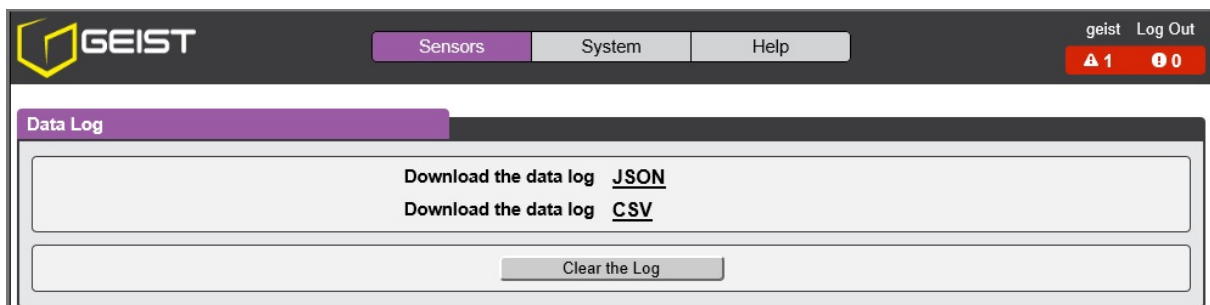 GEIST
Sensors System Help
geist Log Out
1 0
Data Log
Download the data log JSON
Download the data log CSV
Clear the Log